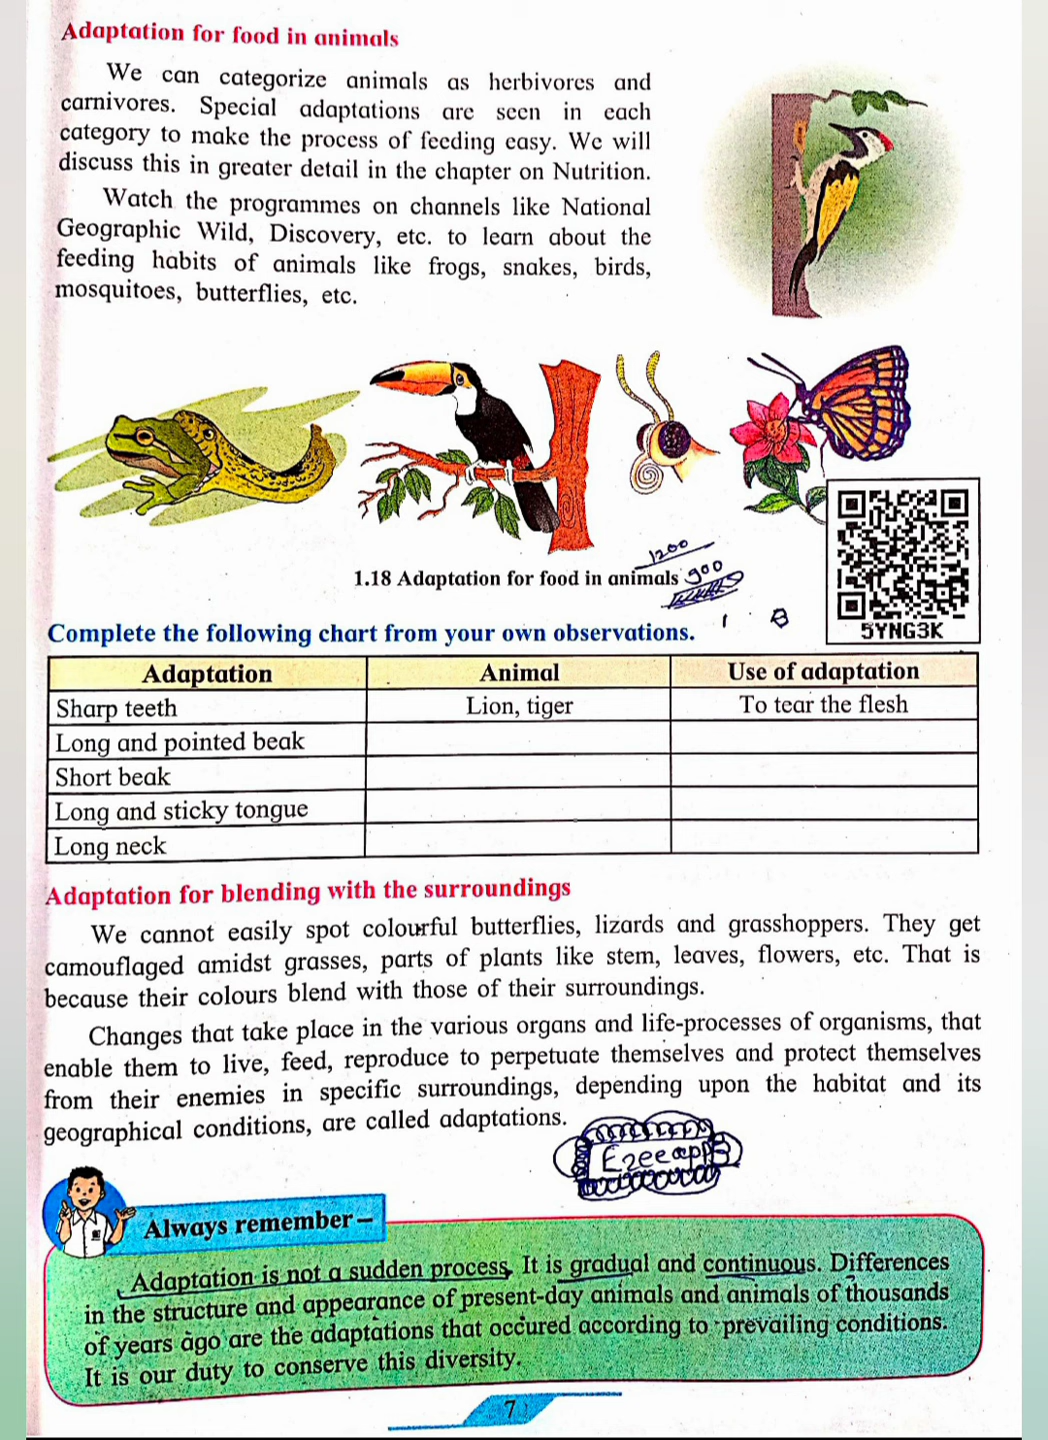 Adaptation for food in animals
We can categorize animals as herbivores and
carnivores. Special adaptations are seen in each
category to make the process of feeding easy. We will
discuss this in greater detail in the chapter on Nutrition.
Watch the programmes on channels like National
Geographic Wild, Discovery, etc. to learn about the
feeding habits of animals like frogs, snakes, birds,
mosquitoes, butterflies, etc.
1200
1.18 Adaptation for food in animals 900
5YNG3K
Complete the following chart from your own observations.
Adaptation Animal Use of adaptation
Sharp teeth Lion, tiger To tear the flesh
Long and pointed beak
Short beak
Long and sticky tongue
Long neck
Adaptation for blending with the surroundings
We cannot easily spot colourful butterflies, lizards and grasshoppers. They get
camouflaged amidst grasses, parts of plants like stem, leaves, flowers, etc. That is
because their colours blend with those of their surroundings.
Changes that take place in the various organs and life-processes of organisms, that
enable them to live, feed, reproduce to perpetuate themselves and protect themselves
from their enemies in specific surroundings, depending upon the habitat and its
geographical conditions, are called adaptations.
Always remember –
Adaptation is not a sudden process. It is gradual and continuous. Differences
in the structure and appearance of present-day animals and animals of thousands
of years ago are the adaptations that occured according to prevailing conditions.
It is our duty to conserve this diversity.
7